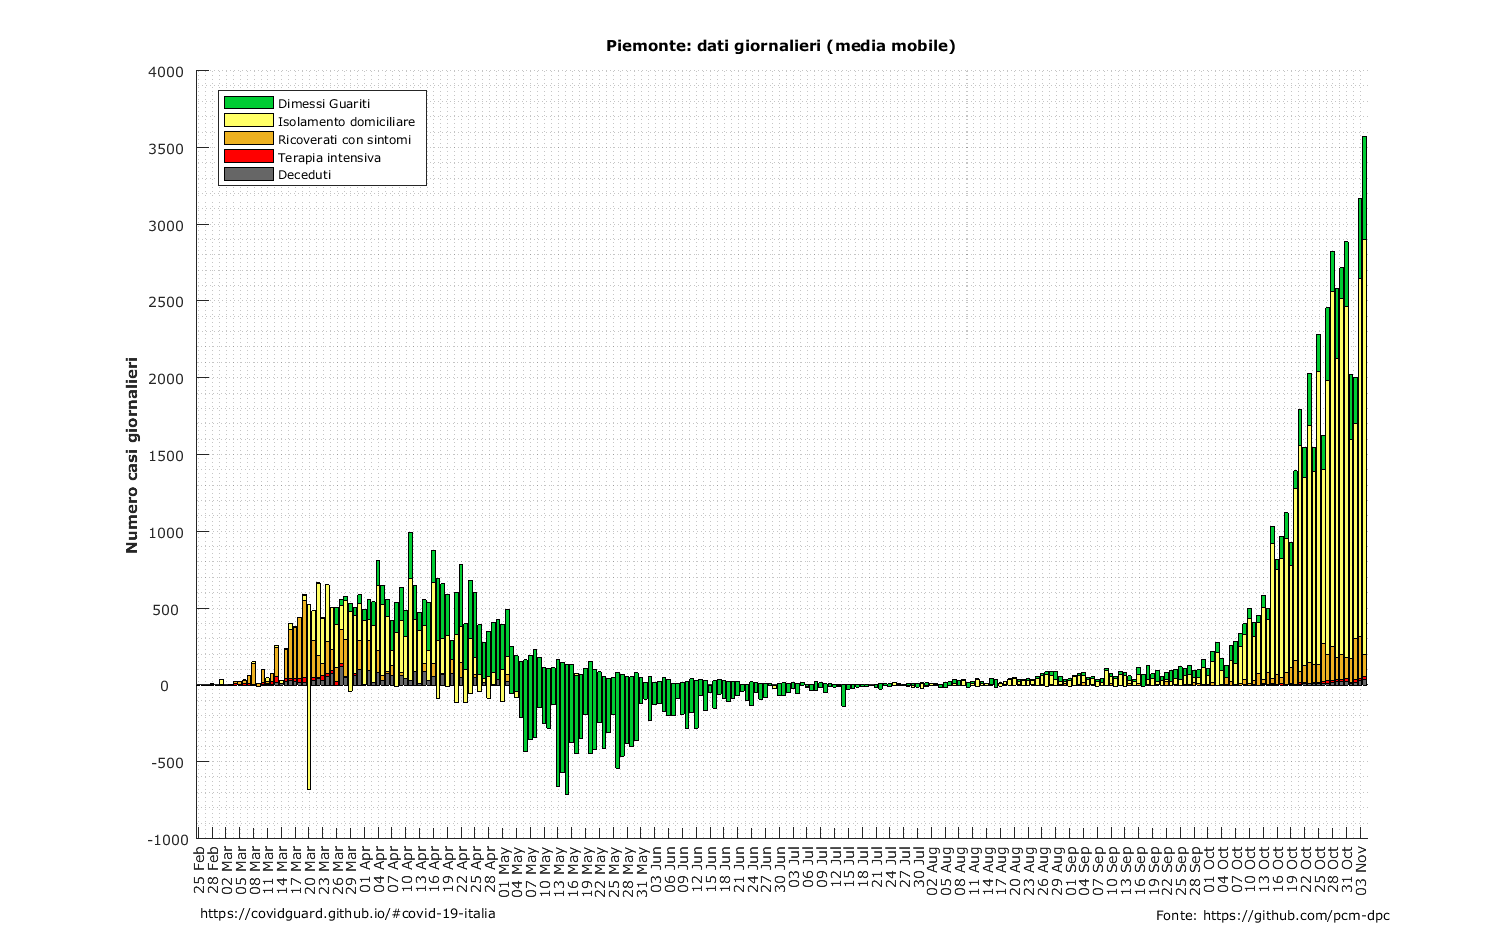 Piemonte: dati giornalieri (media mobile)
Dimessi Guariti
Isolamento domiciliare
Ricoverati con sintomi
Terapia intensiva
Deceduti
Numero casi giornalieri
4000
3500
3000
2500
2000
1500
1000
500
0
-500
-1000
25 Feb
28 Feb
02 Mar
05 Mar
08 Mar
11 Mar
14 Mar
17 Mar
20 Mar
23 Mar
26 Mar
29 Mar
01 Apr
04 Apr
07 Apr
10 Apr
13 Apr
16 Apr
19 Apr
22 Apr
25 Apr
28 Apr
01 May
04 May
07 May
10 May
13 May
16 May
19 May
22 May
25 May
28 May
31 May
03 Jun
06 Jun
09 Jun
12 Jun
15 Jun
18 Jun
21 Jun
24 Jun
27 Jun
30 Jun
03 Jul
06 Jul
09 Jul
12 Jul
15 Jul
18 Jul
21 Jul
24 Jul
27 Jul
30 Jul
02 Aug
05 Aug
08 Aug
11 Aug
14 Aug
17 Aug
20 Aug
23 Aug
26 Aug
29 Aug
01 Sep
04 Sep
07 Sep
10 Sep
13 Sep
16 Sep
19 Sep
22 Sep
25 Sep
28 Sep
01 Oct
04 Oct
07 Oct
10 Oct
13 Oct
16 Oct
19 Oct
22 Oct
25 Oct
28 Oct
31 Oct
03 Nov
https://covidguard.github.io/#covid-19-italia
Fonte: https://github.com/pcm-dpc